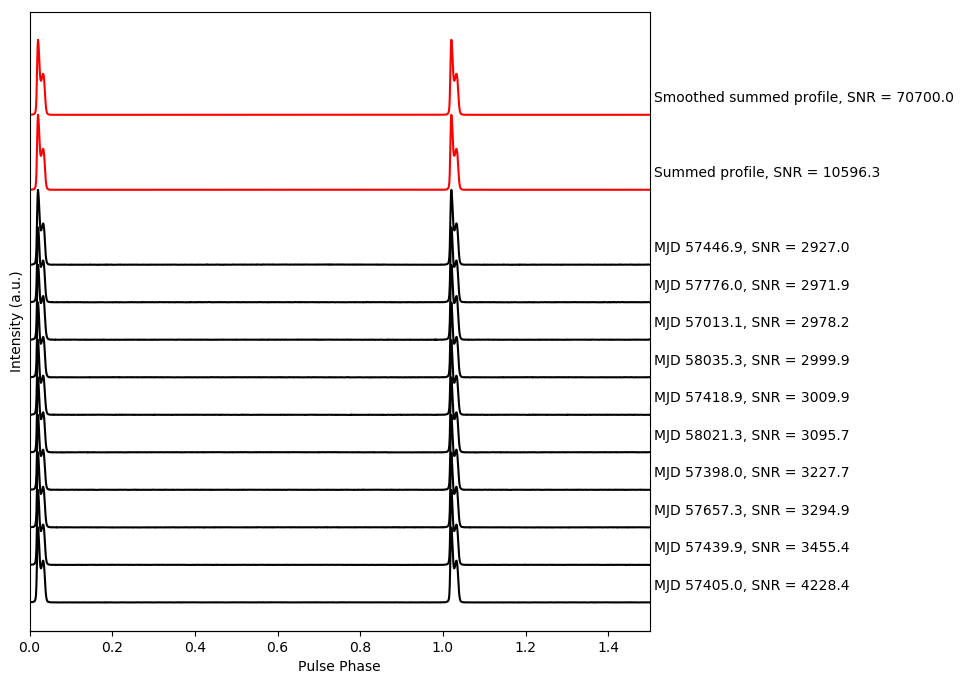 Smoothed summed profile, SNR = 70700.0
Summed profile, SNR = 10596.3
MJD 57446.9, SNR = 2927.0
MJD 57776.0, SNR = 2971.9
MJD 57013.1, SNR = 2978.2
MJD 58035.3, SNR = 2999.9
MJD 57418.9, SNR = 3009.9
MJD 58021.3, SNR = 3095.7
MJD 57398.0, SNR = 3227.7
MJD 57657.3, SNR = 3294.9
MJD 57439.9, SNR = 3455.4
MJD 57405.0, SNR = 4228.4
Intensity (a.u.)
0.0 0.2 0.4 0.6 0.8 1.0 1.2 1.4
Pulse Phase